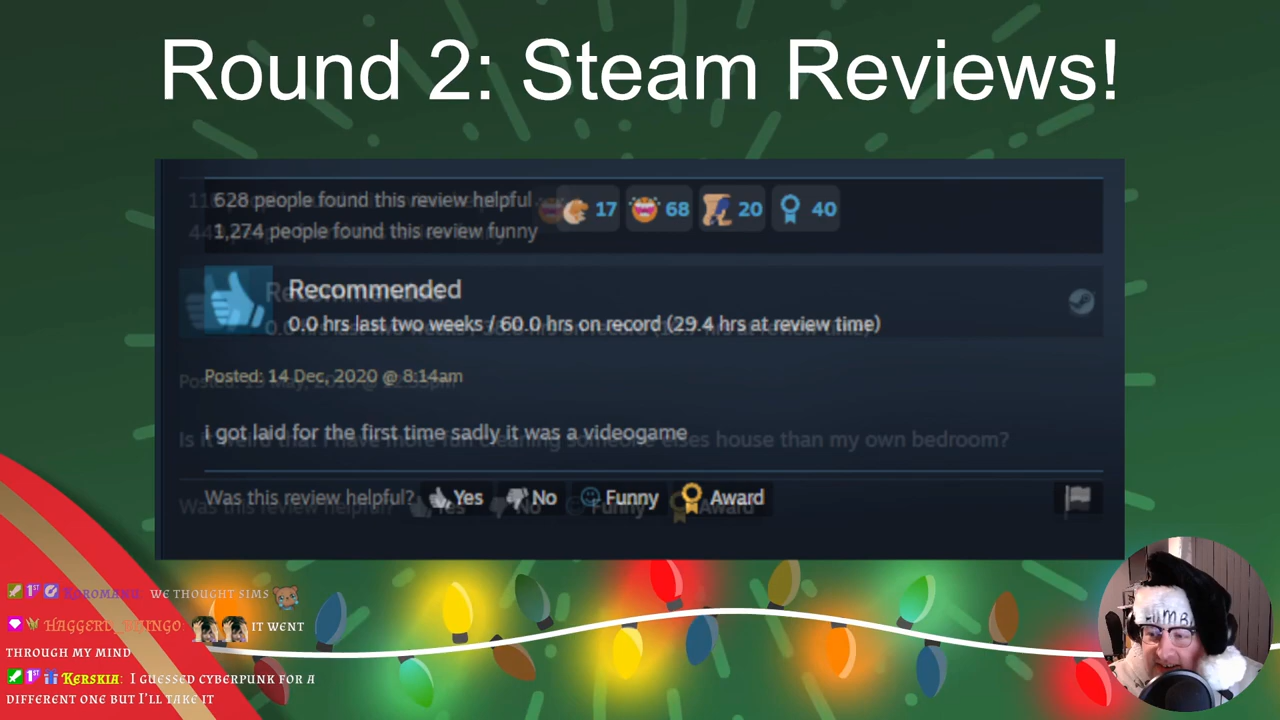 Round 2: Steam Reviews!
628 people found this review helpful
17 68 20 40
1,274 people found this review funny
Recommended
0.0 hrs last two weeks / 60.0 hrs on record (29.4 hrs at review time)
Posted: 14 Dec, 2020 @ 8:14am
i got laid for the first time sadly it was a videogame
Is it weird that I have more fun cleaning someone elses house than my own bedroom?
Was this review helpful? Yes No Funny Award
WE THOUGHT SIMS
IT WENT
THROUGH MY MIND
KERSKIA: I GUESSED CYBERPUNK FOR A
DIFFERENT ONE BUT I'LL TAKE IT